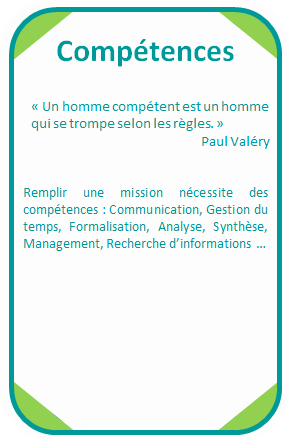 Compétences
« Un homme compétent est un homme
qui se trompe selon les règles. »
Paul Valéry
Remplir une mission nécessite des
compétences : Communication, Gestion du
temps, Formalisation, Analyse, Synthèse,
Management, Recherche d’informations …